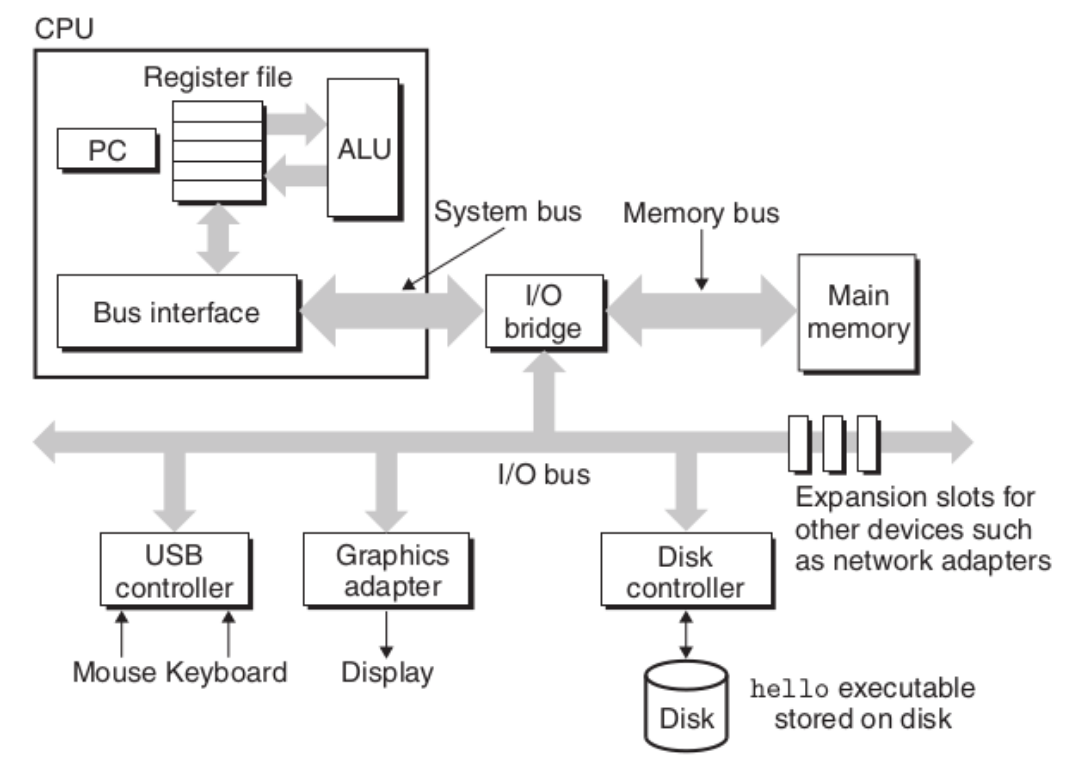 CPU
Register file
PC
ALU
System bus
Memory bus
Bus interface
I/O
bridge
Main
memory
I/O bus
Expansion slots for
other devices such
as network adapters
USB
controller
Graphics
adapter
Disk
controller
Mouse Keyboard
Display
Disk
hello executable
stored on disk